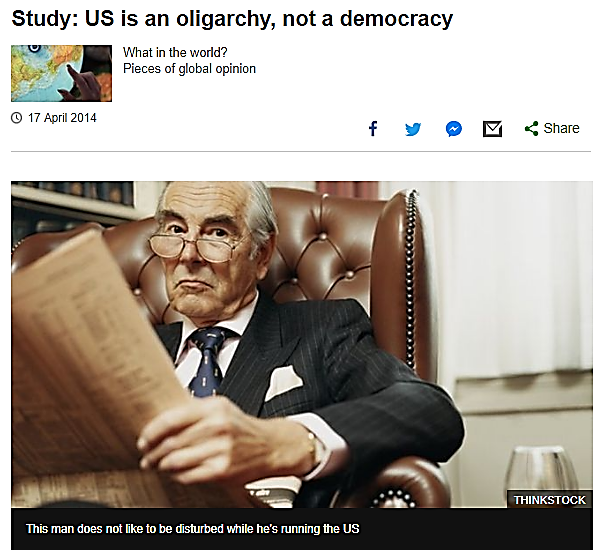 Study: US is an oligarchy, not a democracy
What in the world?
Pieces of global opinion
17 April 2014
Share
THINKSTOCK
This man does not like to be disturbed while he's running the US